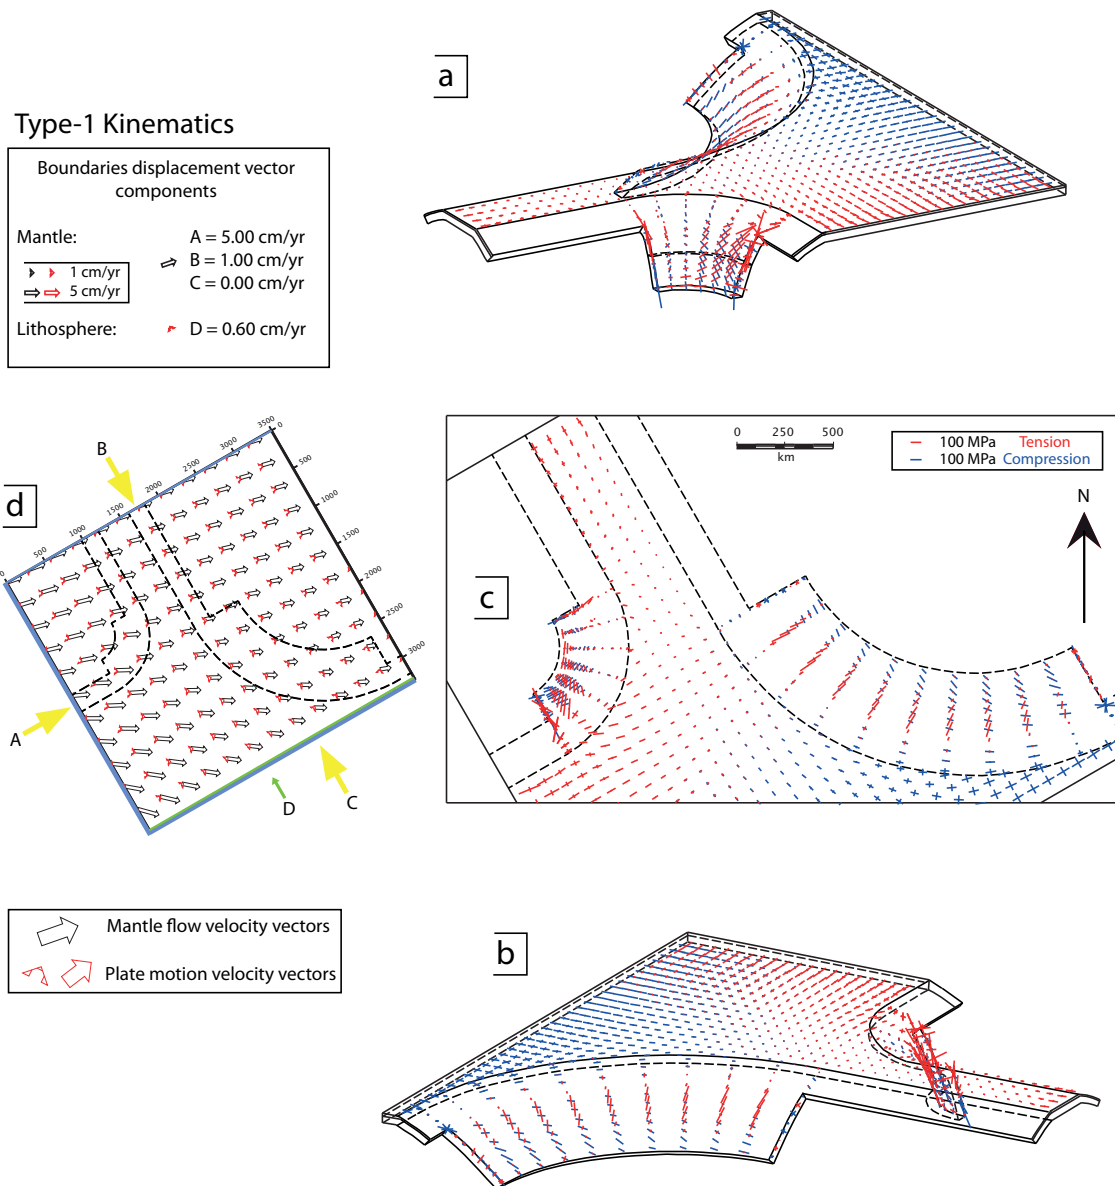 a
Type-1 Kinematics
Boundaries displacement vector
components
Mantle:
A = 5.00 cm/yr
1 cm/yr
B = 1.00 cm/yr
5 cm/yr
C = 0.00 cm/yr
Lithosphere:
D = 0.60 cm/yr
d
B
A
C
D
0
500
1000
1500
2000
2500
3000
3500
0
500
1000
1500
2000
2500
3000
0 250 500
km
100 MPa Tension
100 MPa Compression
N
c
Mantle flow velocity vectors
Plate motion velocity vectors
b